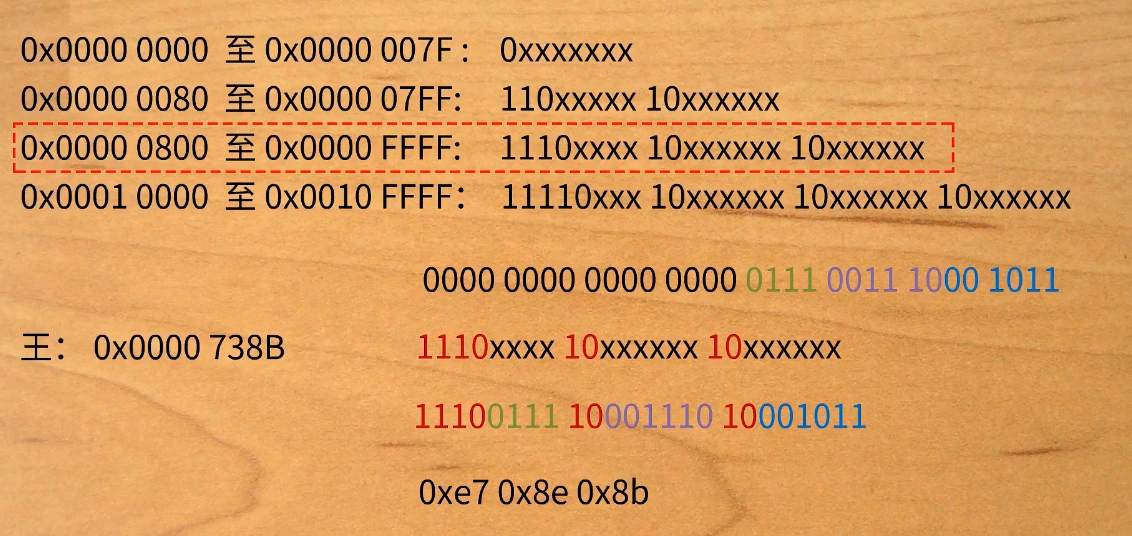 0x0000 0000 至 0x0000 007F : 0xxxxxxx
0x0000 0080 至 0x0000 07FF: 110xxxxx 10xxxxxx
0x0000 0800 至 0x0000 FFFF: 1110xxxx 10xxxxxx 10xxxxxx
0x0001 0000 至 0x0010 FFFF： 11110xxx 10xxxxxx 10xxxxxx 10xxxxxx
0000 0000 0000 0000 0111 0011 1000 1011
王： 0x0000 738B 1110xxxx 10xxxxxx 10xxxxxx
11100111 10001110 10001011
0xe7 0x8e 0x8b